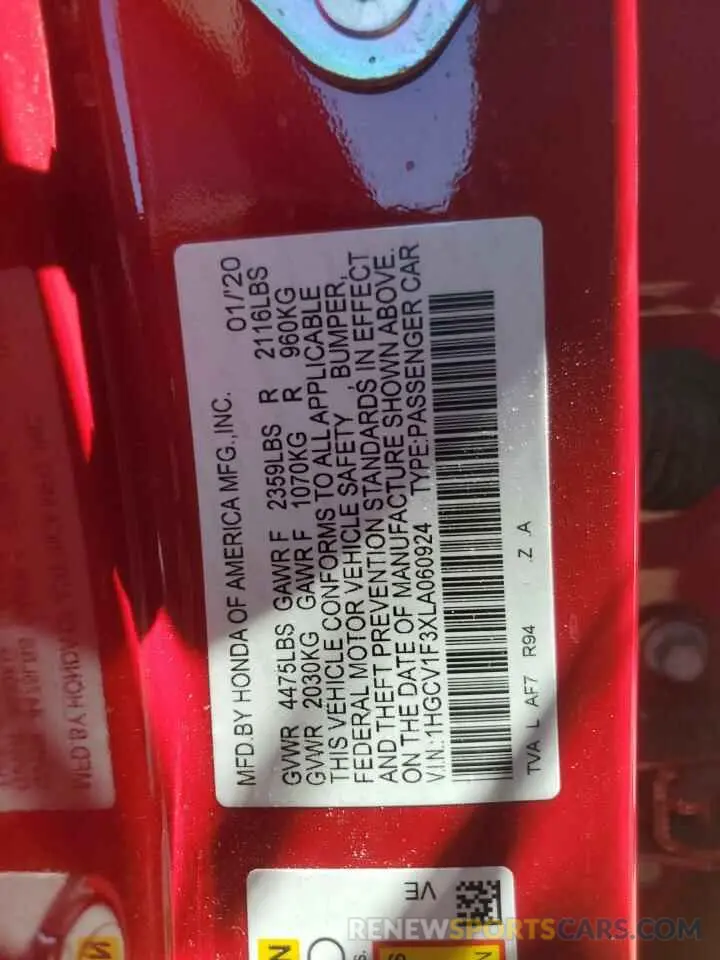 MFD.BY HONDA OF AMERICA MFG.,INC. 01/'20
GVWR 4475LBS GAWR F 2359LBS R 2116LBS
GVWR 2030KG GAWR F 1070KG R 960KG
THIS VEHICLE CONFORMS TO ALL APPLICABLE
FEDERAL MOTOR VEHICLE SAFETY , BUMPER,
AND THEFT PREVENTION STANDARDS IN EFFECT
ON THE DATE OF MANUFACTURE SHOWN ABOVE.
V.I.N.:1HGCV1F3XLA060924 TYPE:PASSENGER CAR
TVA L AF7 R94 Z A
VE
RENEWSPORTSCARS.COM